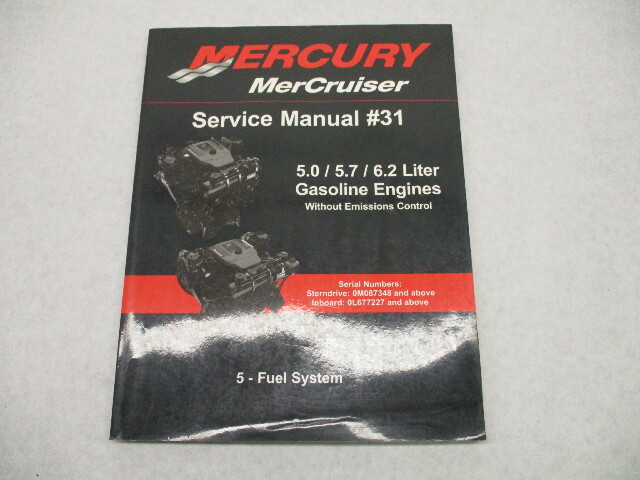 MERCURY
MerCruiser
Service Manual #31
5.0 / 5.7 / 6.2 Liter
Gasoline Engines
Without Emissions Control
Serial Numbers:
Sterndrive: 0M087348 and above
Inboard: 0L677227 and above
5 - Fuel System